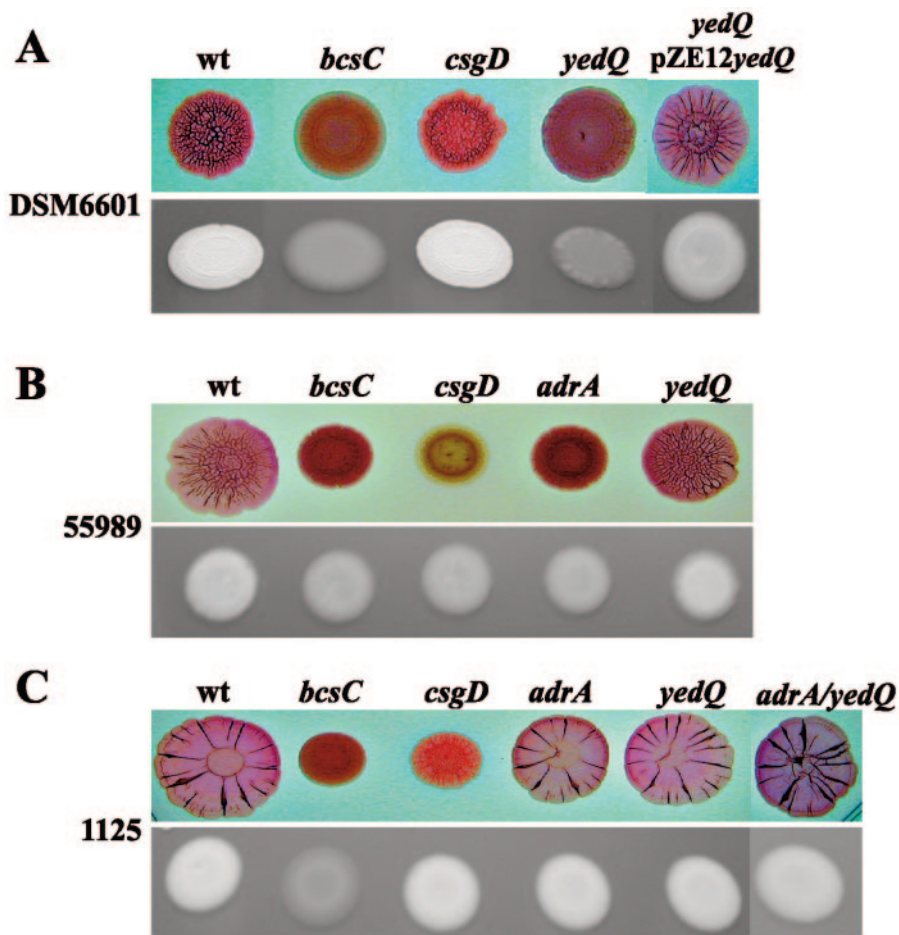 A
wt bcsC csgD yedQ yedQ
pZE12yedQ
DSM6601
B
wt bcsC csgD adrA yedQ
55989
C
wt bcsC csgD adrA yedQ adrA/yedQ
1125